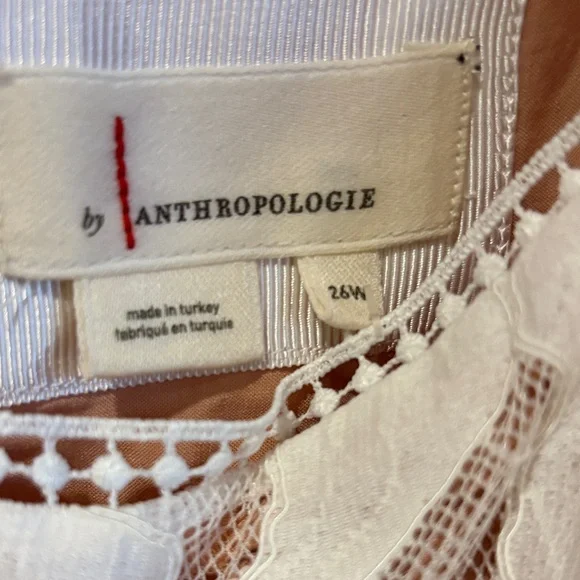 by ANTHROPOLOGIE
made in turkey
fabriqué en turquie
26W